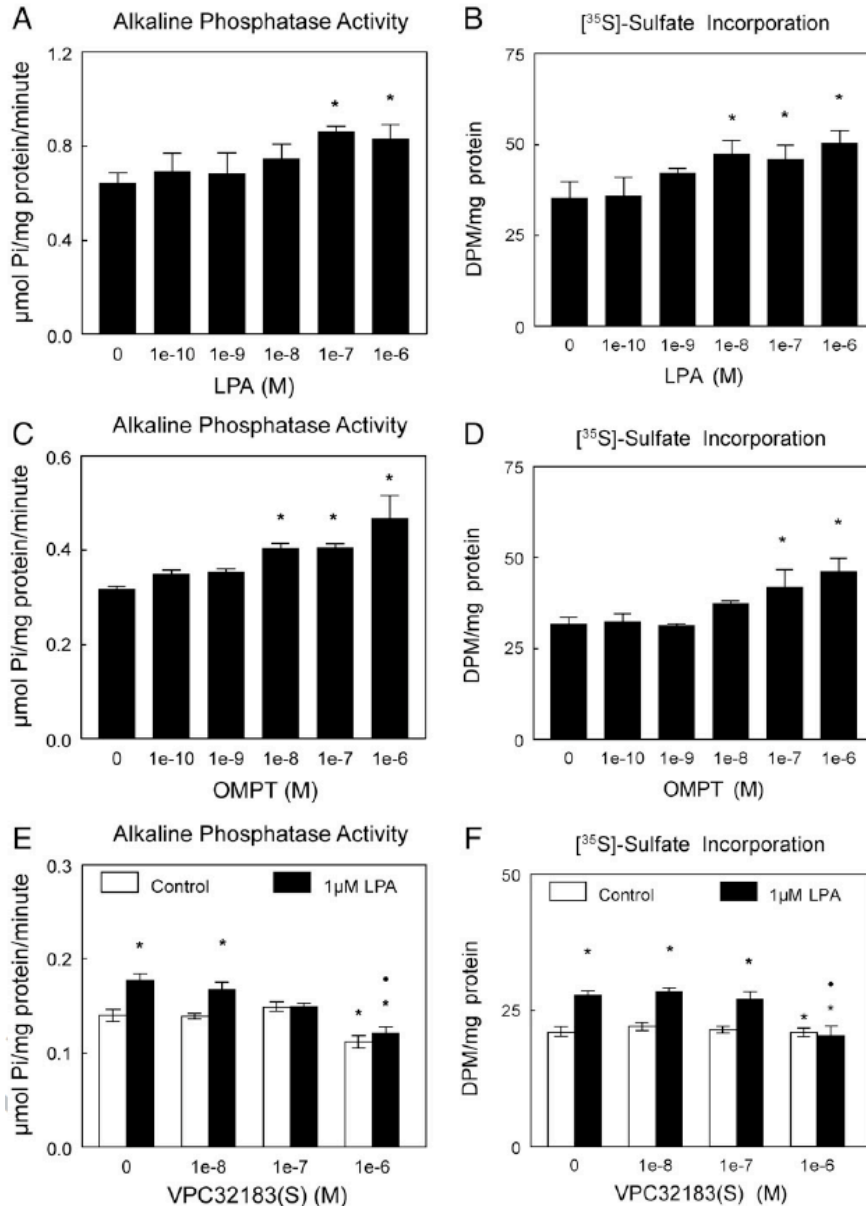 A
Alkaline Phosphatase Activity
µmol Pi/mg protein/minute
1.2
0.8
0.4
0.0
* *
0 1e-10 1e-9 1e-8 1e-7 1e-6
LPA (M)
B
[³⁵S]-Sulfate Incorporation
DPM/mg protein
75
50
25
0
* * *
0 1e-10 1e-9 1e-8 1e-7 1e-6
LPA (M)
C
Alkaline Phosphatase Activity
µmol Pi/mg protein/minute
0.6
0.4
0.2
0.0
* * *
0 1e-10 1e-9 1e-8 1e-7 1e-6
OMPT (M)
D
[³⁵S]-Sulfate Incorporation
DPM/mg protein
75
50
25
0
* *
0 1e-10 1e-9 1e-8 1e-7 1e-6
OMPT (M)
E
Alkaline Phosphatase Activity
µmol Pi/mg protein/minute
0.3
0.2
0.1
0.0
Control 1µM LPA
* * • * *
0 1e-8 1e-7 1e-6
VPC32183(S) (M)
F
[³⁵S]-Sulfate Incorporation
DPM/mg protein
50
25
0
Control 1µM LPA
* * * • * *
0 1e-8 1e-7 1e-6
VPC32183(S) (M)